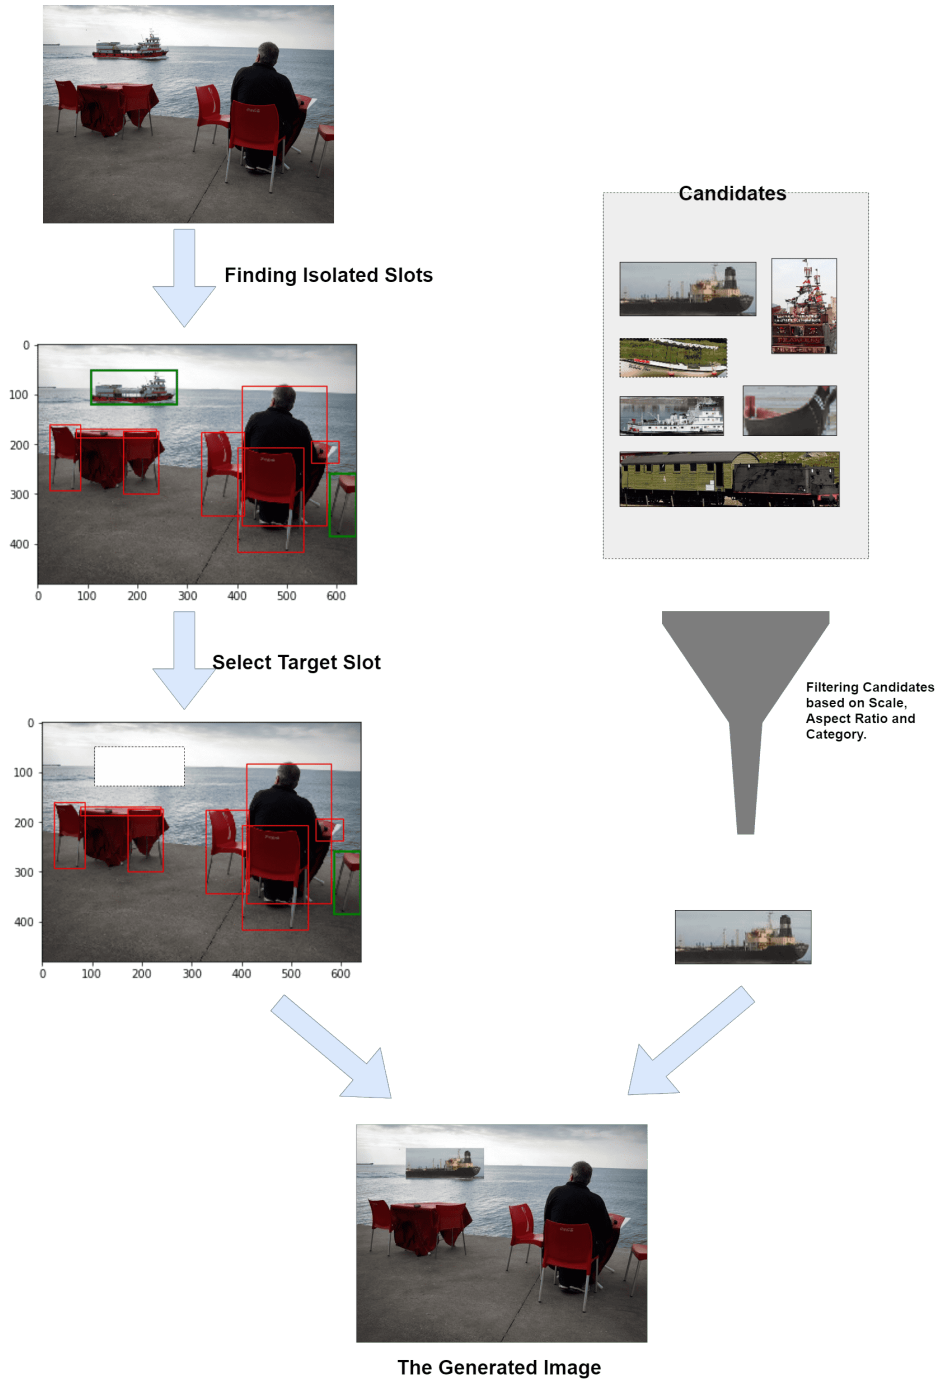 Finding Isolated Slots
0
100
200
300
400
0 100 200 300 400 500 600
Select Target Slot
0
100
200
300
400
0 100 200 300 400 500 600
Candidates
Filtering Candidates
based on Scale,
Aspect Ratio and
Category.
The Generated Image